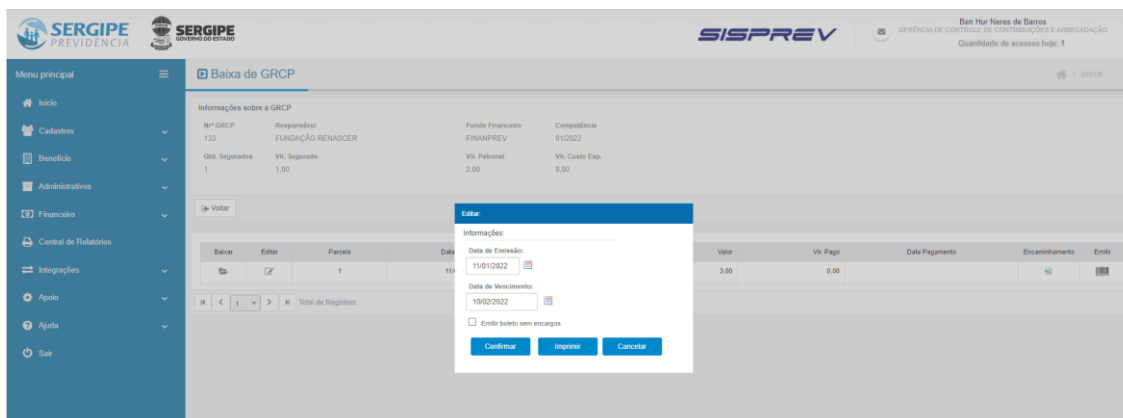 SERGIPE
PREVIDÊNCIA
SERGIPE
GOVERNO DO ESTADO
SISPREV
Ben Hur Neres de Barros
GERÊNCIA DE CONTROLE DE CONTRIBUIÇÕES E ARRECADAÇÃO
Quantidade de acessos hoje: 1
Menu principal
Início
Cadastros
Benefício
Administrativos
Financeiro
Central de Relatórios
Integrações
Apoio
Ajuda
Sair
Baixa de GRCP
/ Inicial
Informações sobre a GRCP
Nrº GRCP Responsável Fundo Financeiro Competência
133 FUNDAÇÃO RENASCER FINANPREV 01/2022
Qtd. Segurados Vlr. Segurado Vlr. Patronal Vlr. Custo Esp.
1 1,00 2,00 0,00
Voltar
Baixar Editar Parcela Data Valor Vlr. Pago Data Pagamento Encaminhamento Emitir
1 11/0 3,00 0,00
1 Total de Registros:
Editar:
Informações:
Data de Emissão:
11/01/2022
Data de Vencimento:
10/02/2022
Emitir boleto sem encargos.
Confirmar Imprimir Cancelar